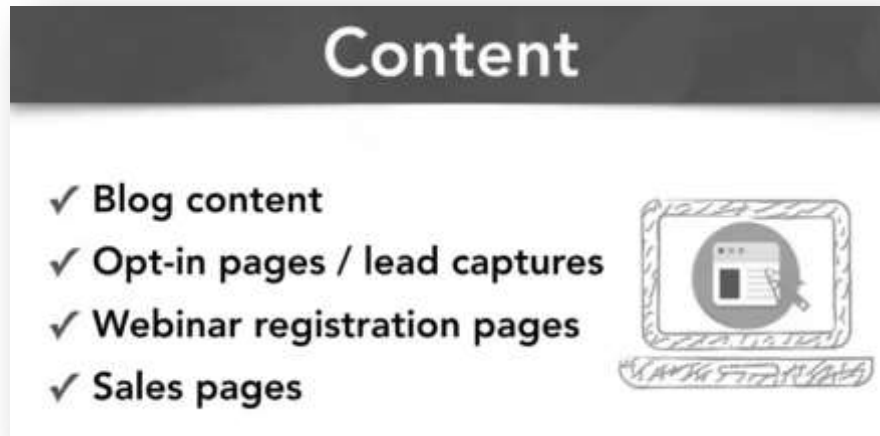 Content
✓ Blog content
✓ Opt-in pages / lead captures
✓ Webinar registration pages
✓ Sales pages